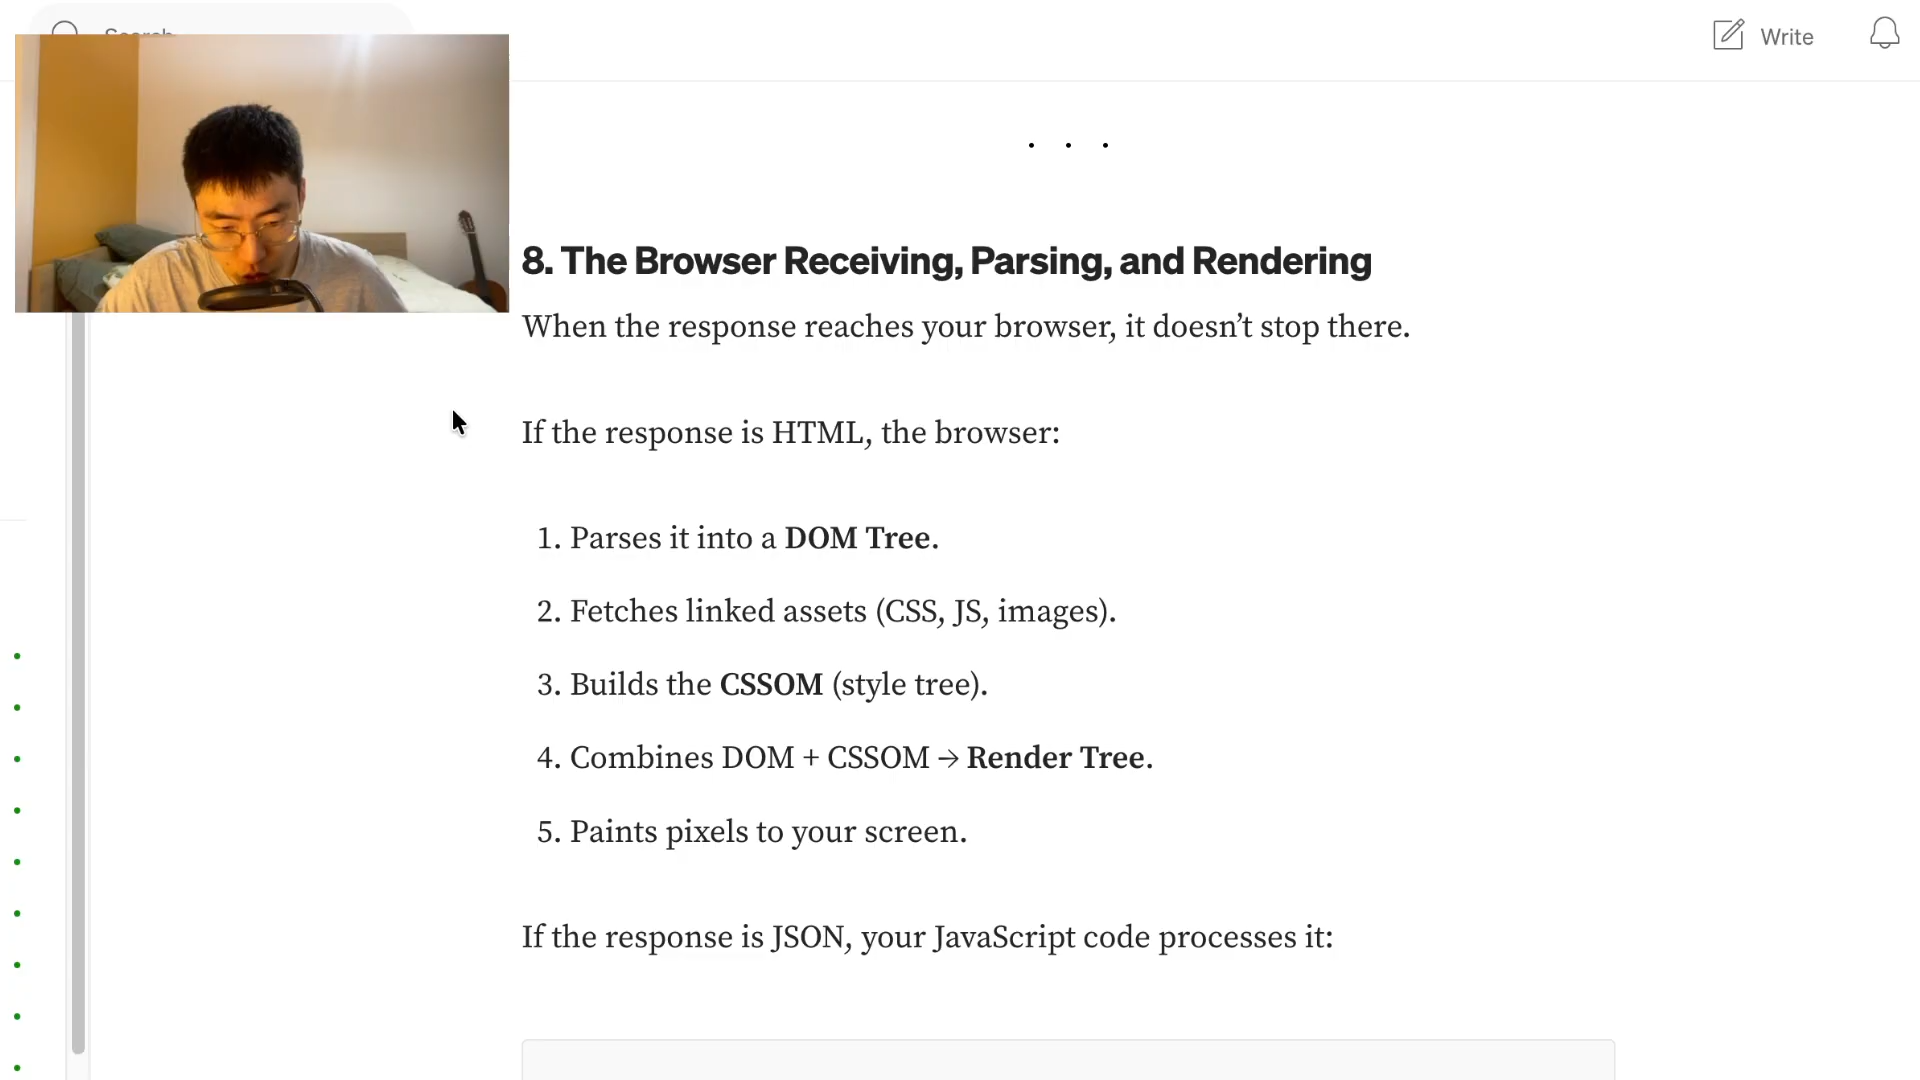 Search
Write
8. The Browser Receiving, Parsing, and Rendering
When the response reaches your browser, it doesn’t stop there.
If the response is HTML, the browser:
1. Parses it into a DOM Tree.
2. Fetches linked assets (CSS, JS, images).
3. Builds the CSSOM (style tree).
4. Combines DOM + CSSOM → Render Tree.
5. Paints pixels to your screen.
If the response is JSON, your JavaScript code processes it: